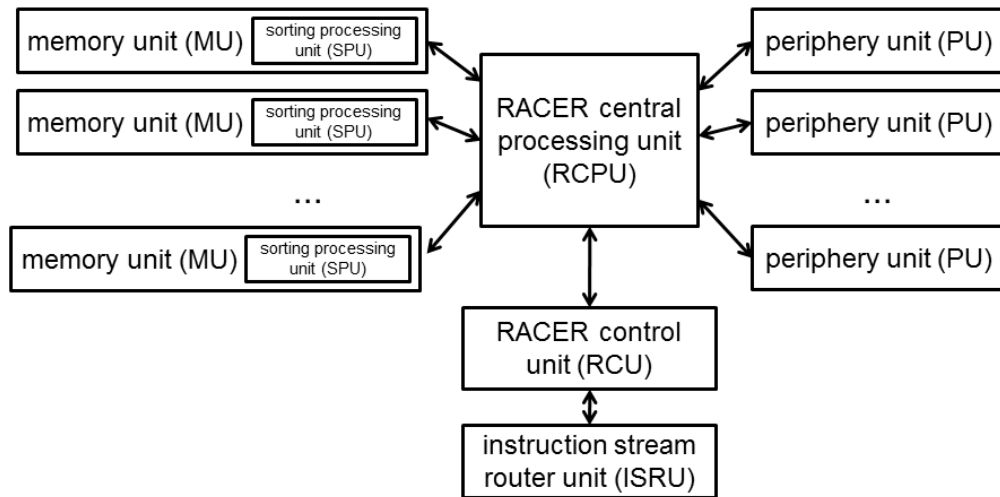 memory unit (MU)
sorting processing
unit (SPU)
memory unit (MU)
sorting processing
unit (SPU)
...
memory unit (MU)
sorting processing
unit (SPU)
RACER central
processing unit
(RCPU)
periphery unit (PU)
periphery unit (PU)
...
periphery unit (PU)
RACER control
unit (RCU)
instruction stream
router unit (ISRU)